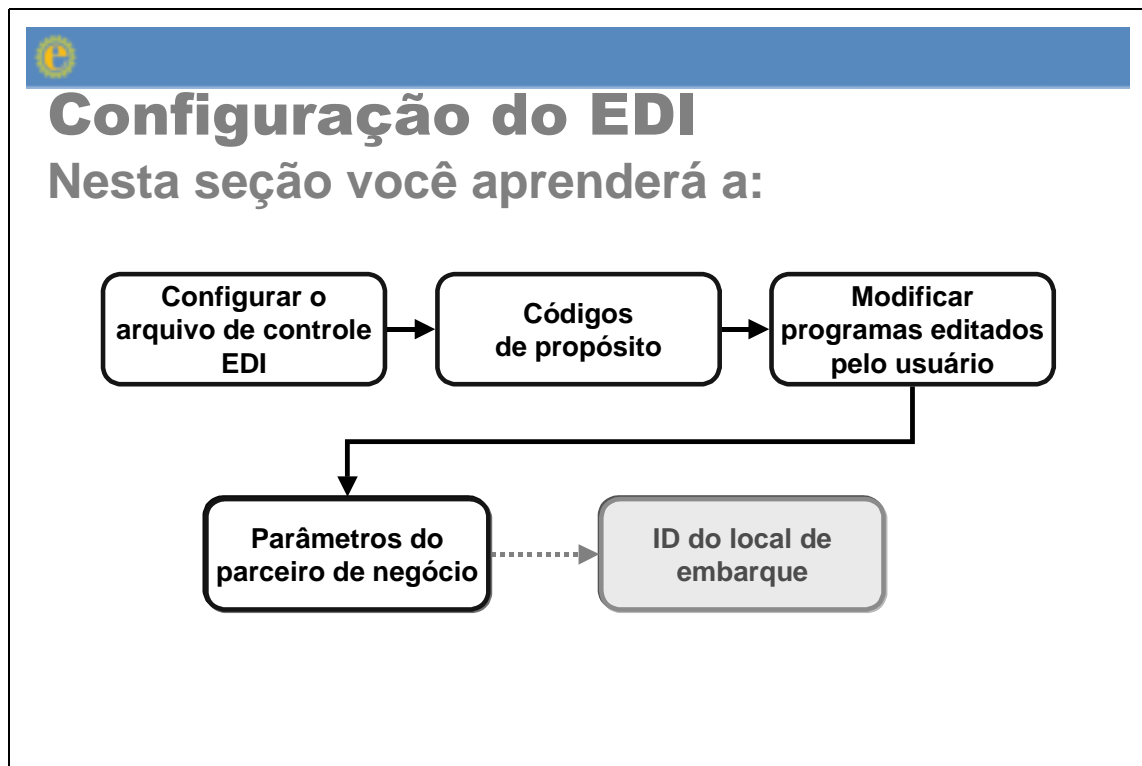 e
Configuração do EDI
Nesta seção você aprenderá a:
Configurar o
arquivo de controle
EDI
Códigos
de propósito
Modificar
programas editados
pelo usuário
Parâmetros do
parceiro de negócio
ID do local de
embarque